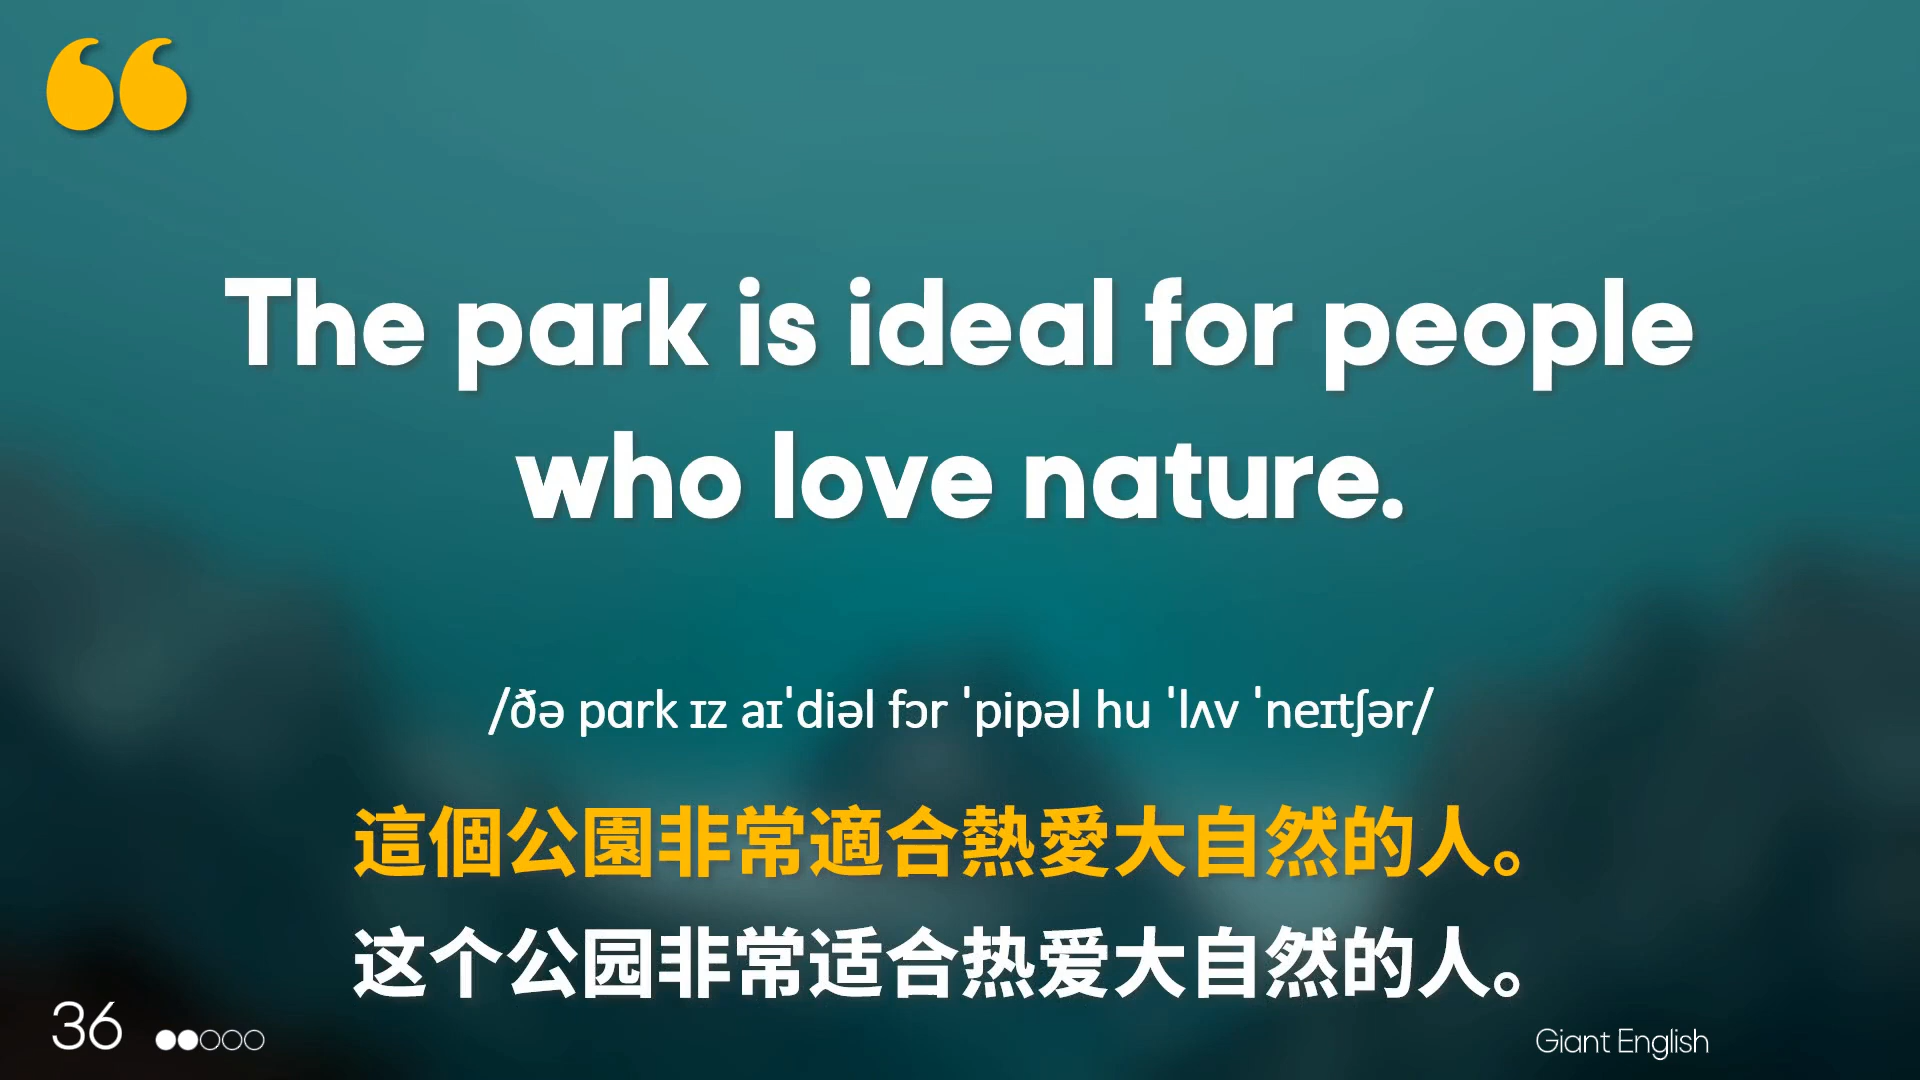 The park is ideal for people
who love nature.
/ðə pɑrk ɪz aɪˈdiəl fɔr ˈpipəl hu ˈlʌv ˈneɪtʃər/
這個公園非常適合熱愛大自然的人。
这个公园非常适合热爱大自然的人。
36
Giant English